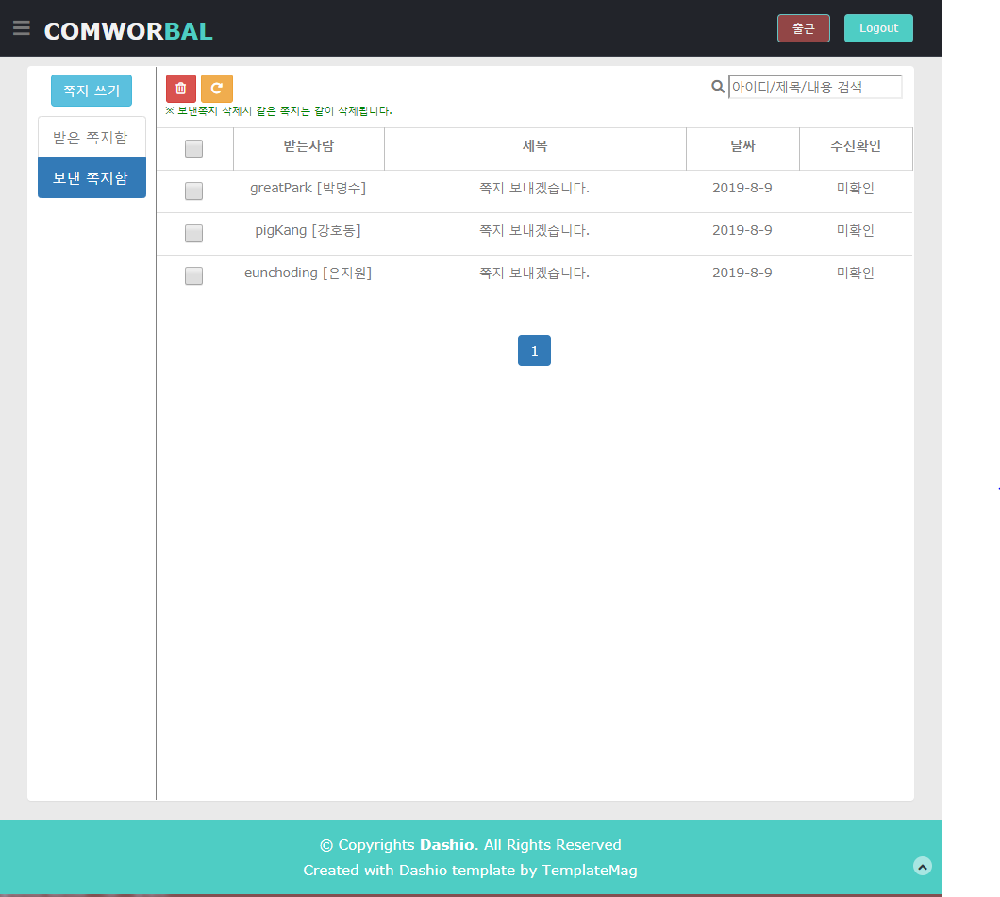 COMWORBAL
출근
Logout
쪽지 쓰기
받은 쪽지함
보낸 쪽지함
아이디/제목/내용 검색
※ 보낸쪽지 삭제시 같은 쪽지는 같이 삭제됩니다.
받는사람 제목 날짜 수신확인
greatPark [박명수] 쪽지 보내겠습니다. 2019-8-9 미확인
pigKang [강호동] 쪽지 보내겠습니다. 2019-8-9 미확인
eunchoding [은지원] 쪽지 보내겠습니다. 2019-8-9 미확인
1
© Copyrights Dashio. All Rights Reserved
Created with Dashio template by TemplateMag